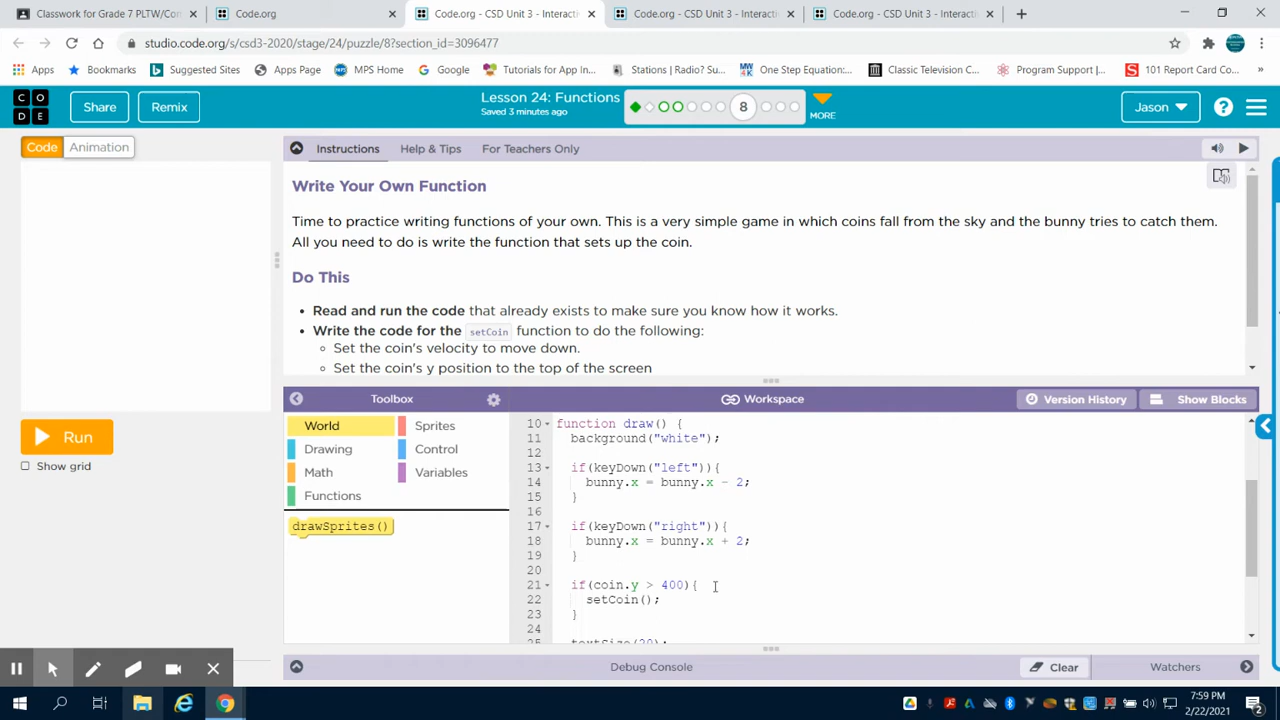 Classwork for Grade 7 PLTW/Con
Code.org
Code.org - CSD Unit 3 - Interacti
Code.org - CSD Unit 3 - Interacti
Code.org - CSD Unit 3 - Interacti
studio.code.org/s/csd3-2020/stage/24/puzzle/8?section_id=3096477
Apps
Bookmarks
Suggested Sites
Apps Page
MPS Home
Google
Tutorials for App In...
Stations | Radio? Su...
One Step Equation:...
Classic Television C...
Program Support |...
101 Report Card Co...
C O
D E
Share
Remix
Lesson 24: Functions
Saved 3 minutes ago
8
MORE
Jason
?
Code
Animation
Instructions
Help & Tips
For Teachers Only
Write Your Own Function
Time to practice writing functions of your own. This is a very simple game in which coins fall from the sky and the bunny tries to catch them.
All you need to do is write the function that sets up the coin.
Do This
• Read and run the code that already exists to make sure you know how it works.
• Write the code for the setCoin function to do the following:
Set the coin's velocity to move down.
Set the coin's y position to the top of the screen
Run
Show grid
Toolbox
Workspace
Version History
Show Blocks
World
Sprites
Drawing
Control
Math
Variables
Functions
drawSprites()
10 function draw() {
11 background("white");
12
13 if(keyDown("left")){
14 bunny.x = bunny.x - 2;
15 }
16
17 if(keyDown("right")){
18 bunny.x = bunny.x + 2;
19 }
20
21 if(coin.y > 400){
22 setCoin();
23 }
24
25 textSize(20);
Debug Console
Clear
Watchers
7:59 PM
2/22/2021
2